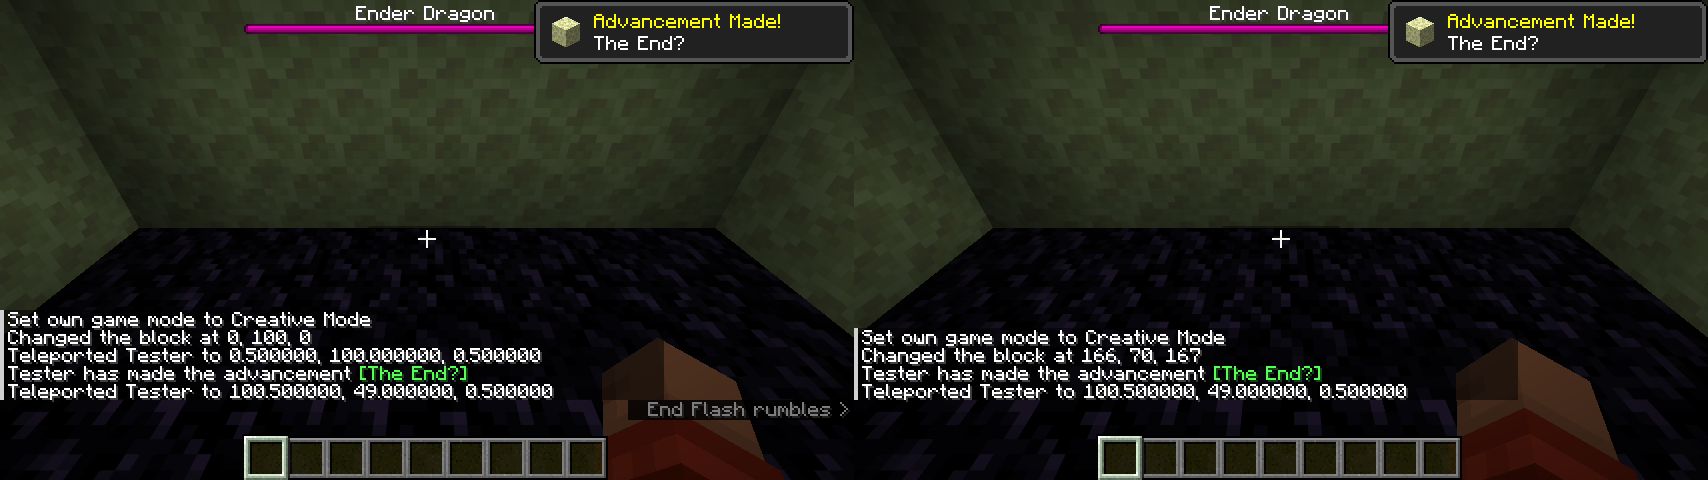 Ender Dragon
Advancement Made!
The End?
Set own game mode to Creative Mode
Changed the block at 0, 100, 0
Teleported Tester to 0.500000, 100.000000, 0.500000
Tester has made the advancement [The End?]
Teleported Tester to 100.500000, 49.000000, 0.500000
End Flash rumbles >
Ender Dragon
Advancement Made!
The End?
Set own game mode to Creative Mode
Changed the block at 166, 70, 167
Tester has made the advancement [The End?]
Teleported Tester to 100.500000, 49.000000, 0.500000